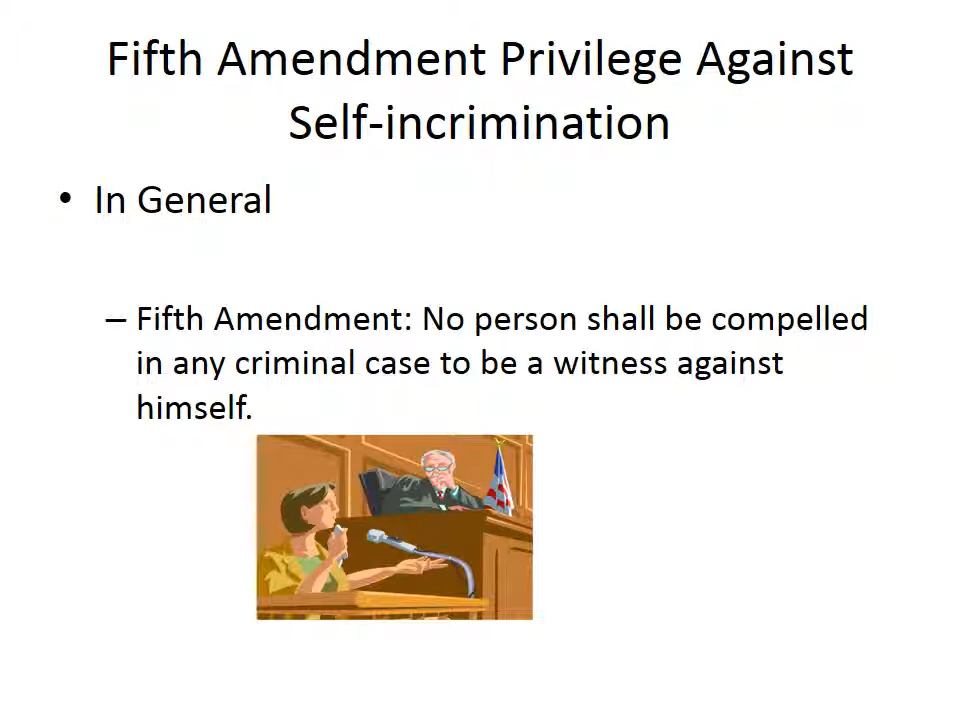 Fifth Amendment Privilege Against
Self-incrimination
• In General
– Fifth Amendment: No person shall be compelled
in any criminal case to be a witness against
himself.